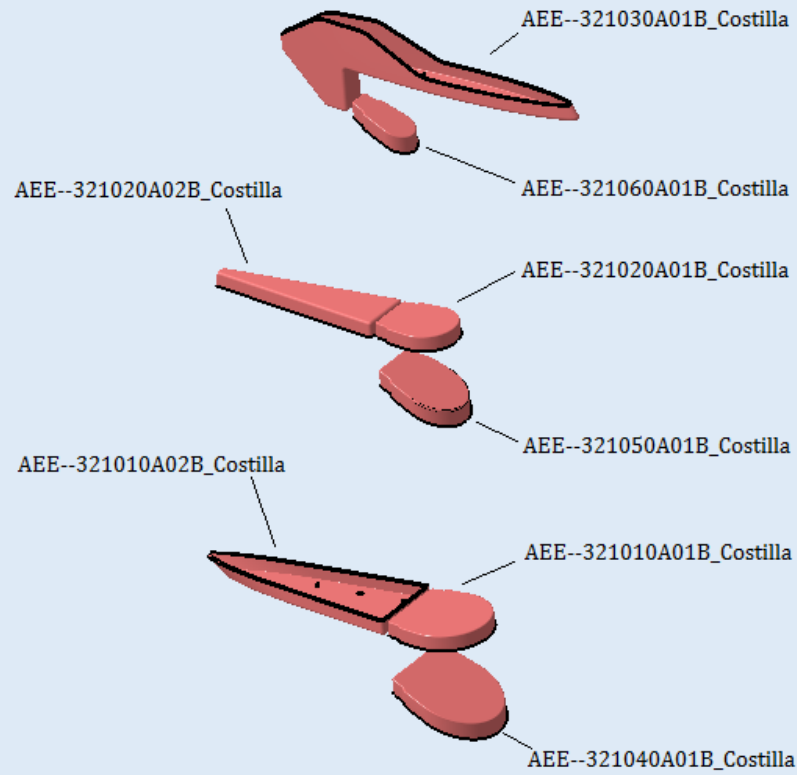 AEE--321030A01B_Costilla
AEE--321060A01B_Costilla
AEE--321020A02B_Costilla
AEE--321020A01B_Costilla
AEE--321050A01B_Costilla
AEE--321010A02B_Costilla
AEE--321010A01B_Costilla
AEE--321040A01B_Costilla